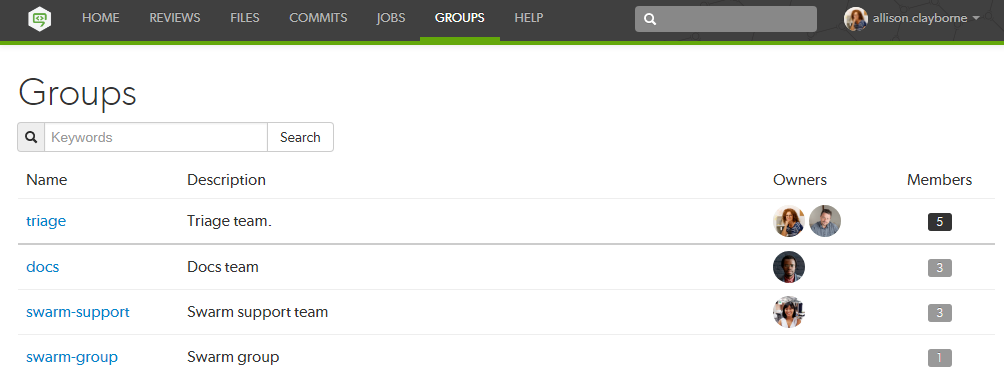 HOME REVIEWS FILES COMMITS JOBS GROUPS HELP allison.clayborne
Groups
Keywords Search
Name Description Owners Members
triage Triage team. 5
docs Docs team 3
swarm-support Swarm support team 3
swarm-group Swarm group 1